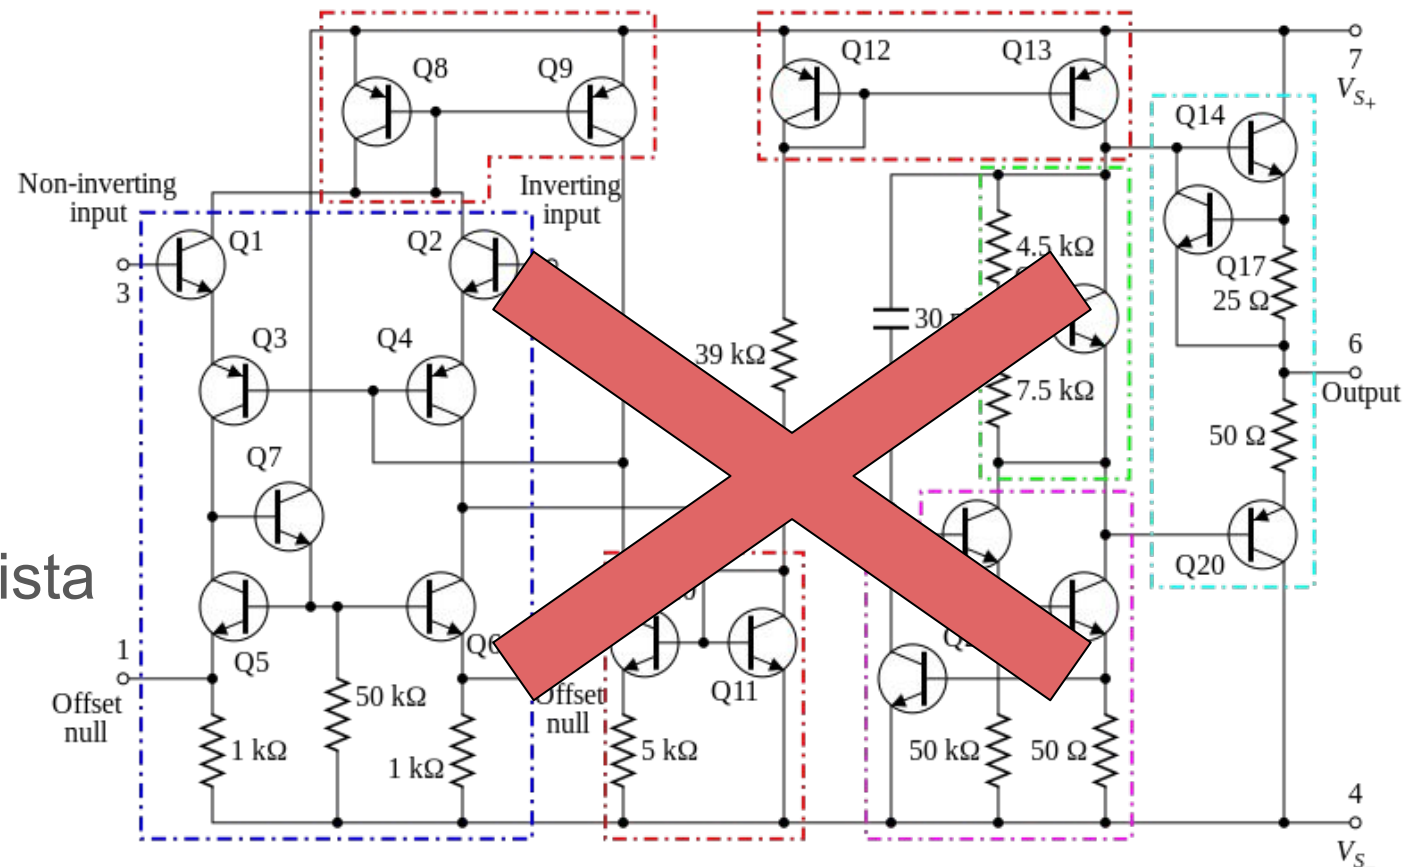 Q8
Q9
Q12
Q13
7
V_S+
Q14
Non-inverting
input
Inverting
input
Q1
Q2
3
4.5 kΩ
Q17
25 Ω
30
Q3
Q4
39 kΩ
6
Output
7.5 kΩ
50 Ω
Q7
ista
Q20
1
Q5
Q6
Q11
Offset
null
50 kΩ
Offset
null
1 kΩ
1 kΩ
5 kΩ
50 kΩ
50 Ω
4
V_S